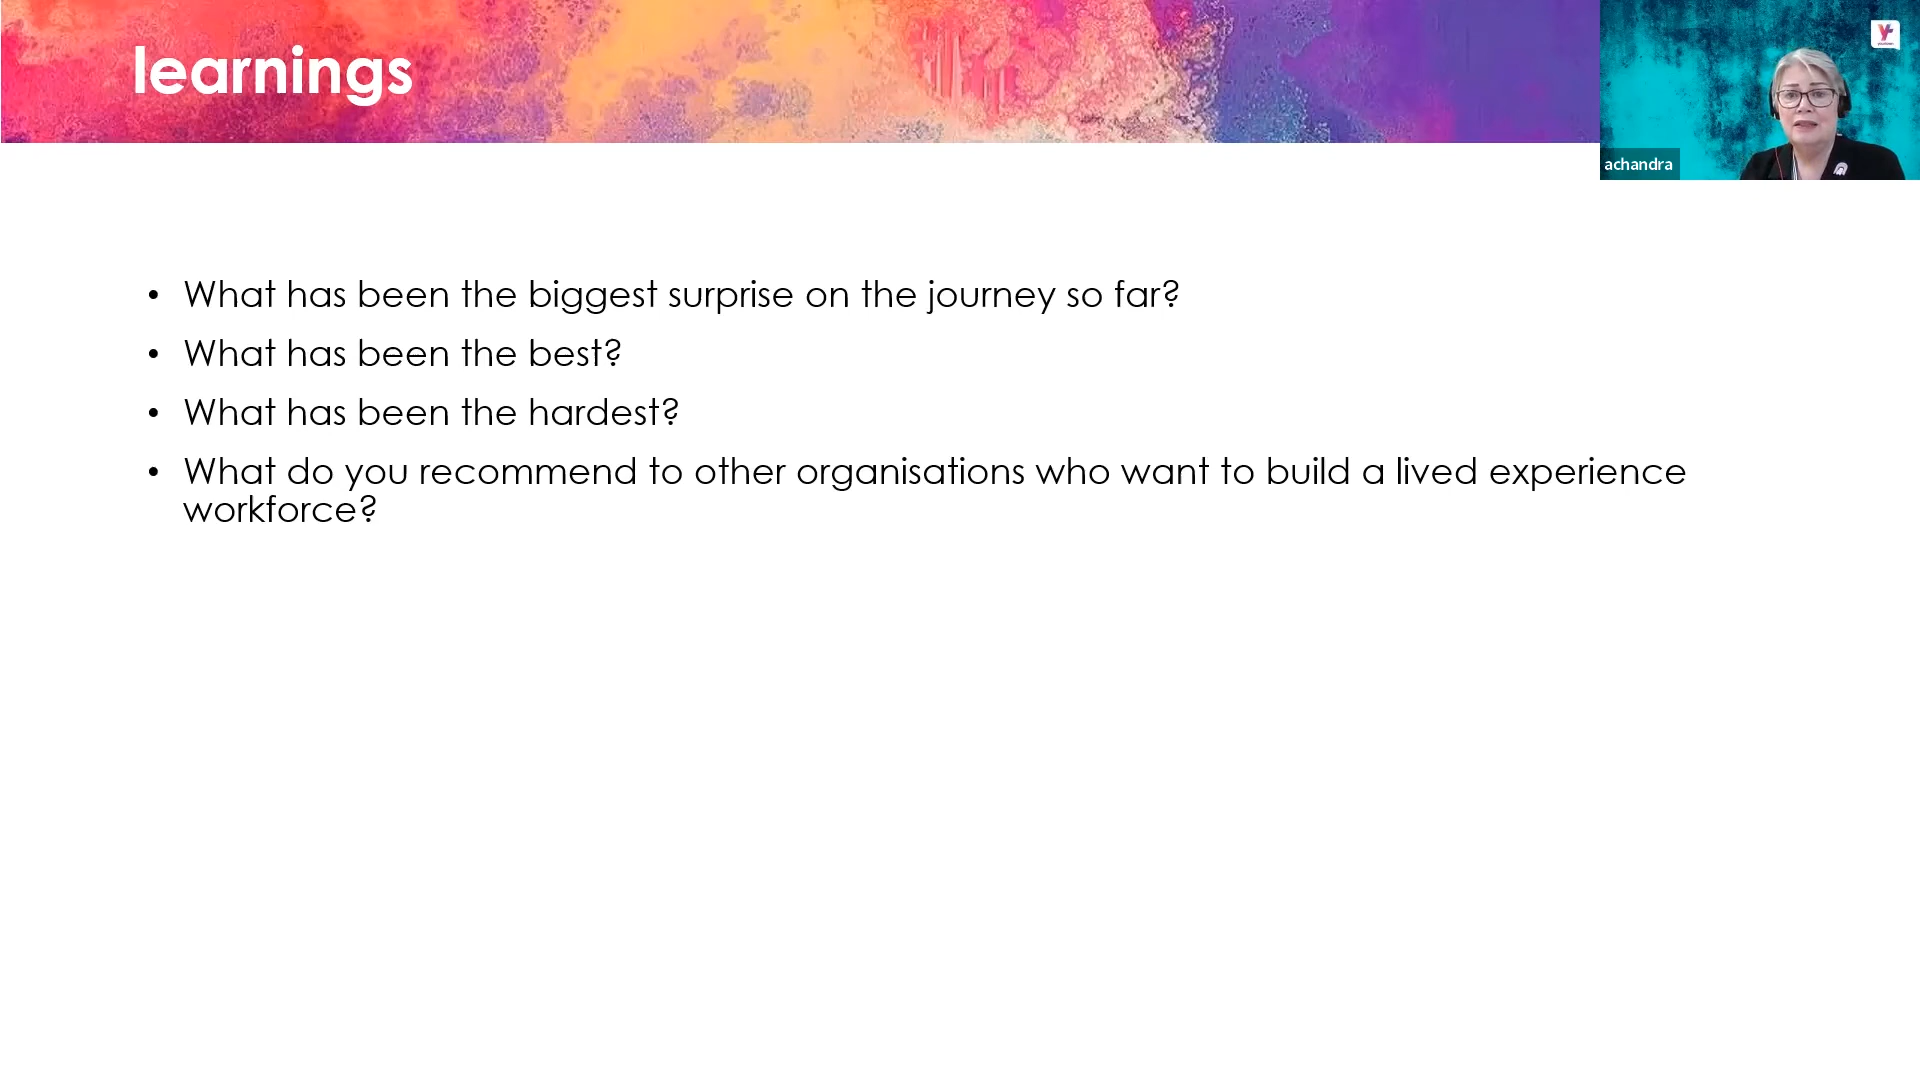 learnings
achandra
• What has been the biggest surprise on the journey so far?
• What has been the best?
• What has been the hardest?
• What do you recommend to other organisations who want to build a lived experience
workforce?